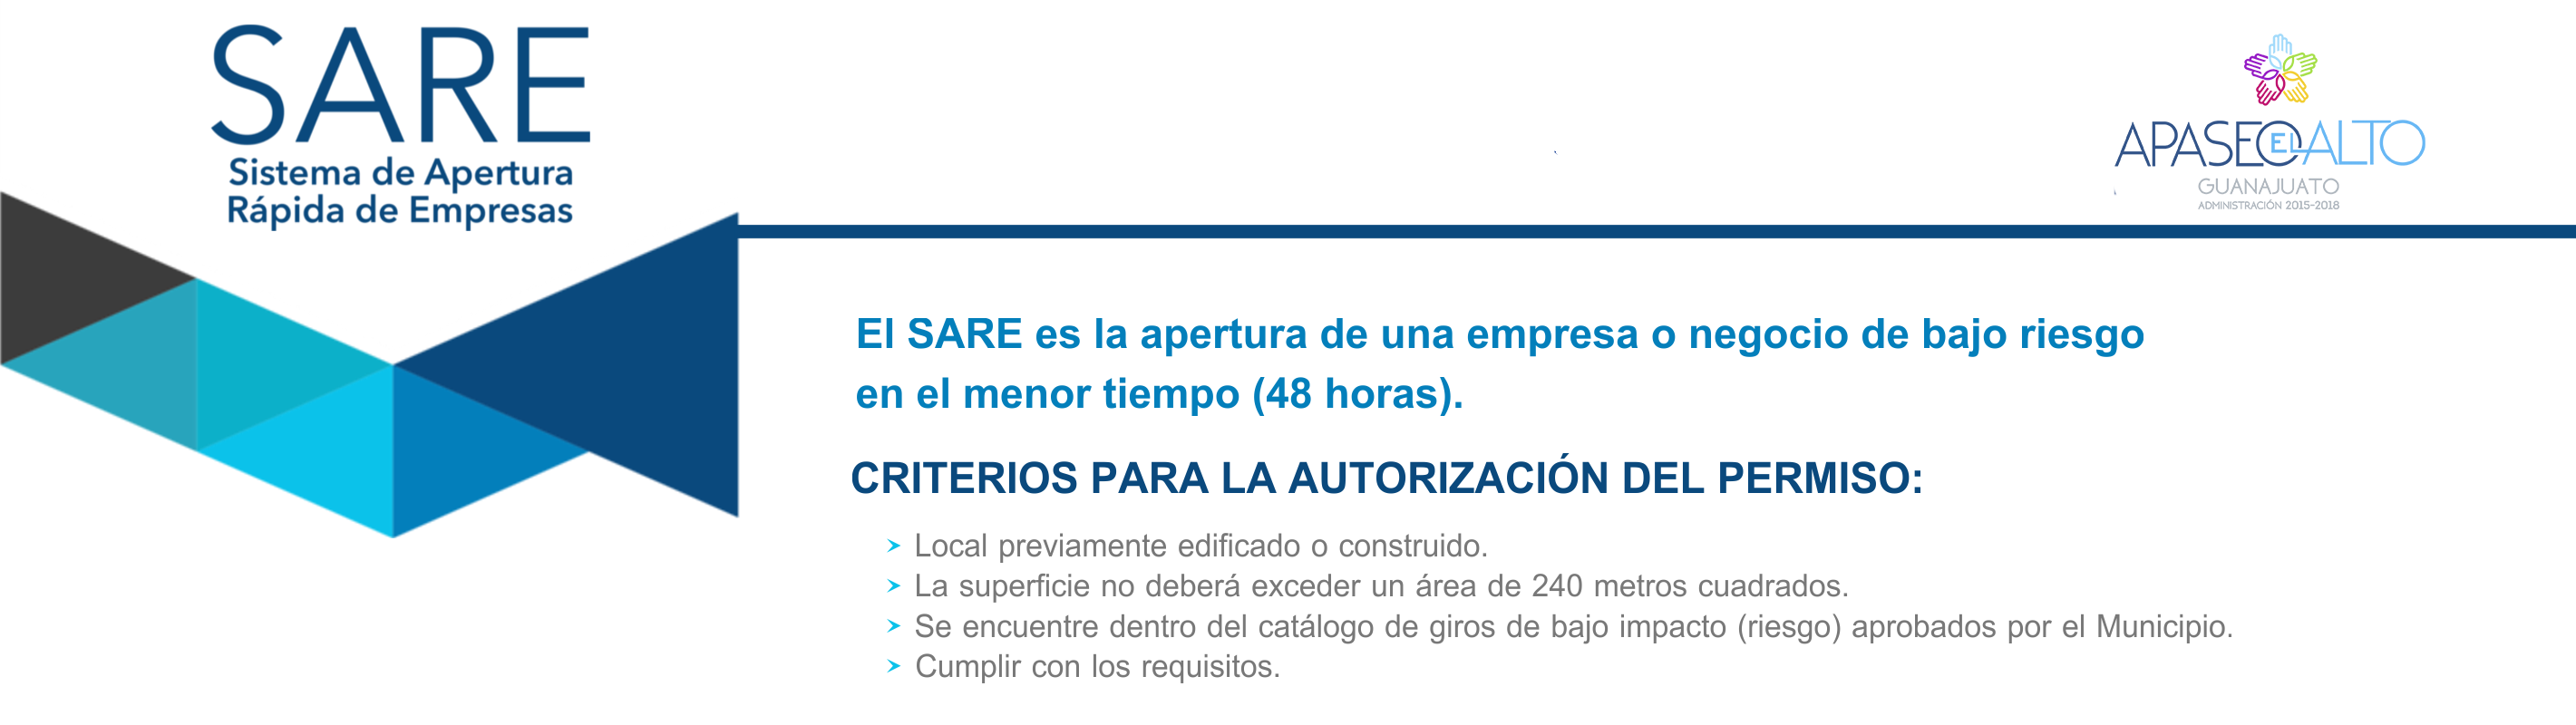 SARE
Sistema de Apertura
Rápida de Empresas
APASEO EL ALTO
GUANAJUATO
ADMINISTRACIÓN 2015-2018
El SARE es la apertura de una empresa o negocio de bajo riesgo
en el menor tiempo (48 horas).
CRITERIOS PARA LA AUTORIZACIÓN DEL PERMISO:
➢ Local previamente edificado o construido.
➢ La superficie no deberá exceder un área de 240 metros cuadrados.
➢ Se encuentre dentro del catálogo de giros de bajo impacto (riesgo) aprobados por el Municipio.
➢ Cumplir con los requisitos.